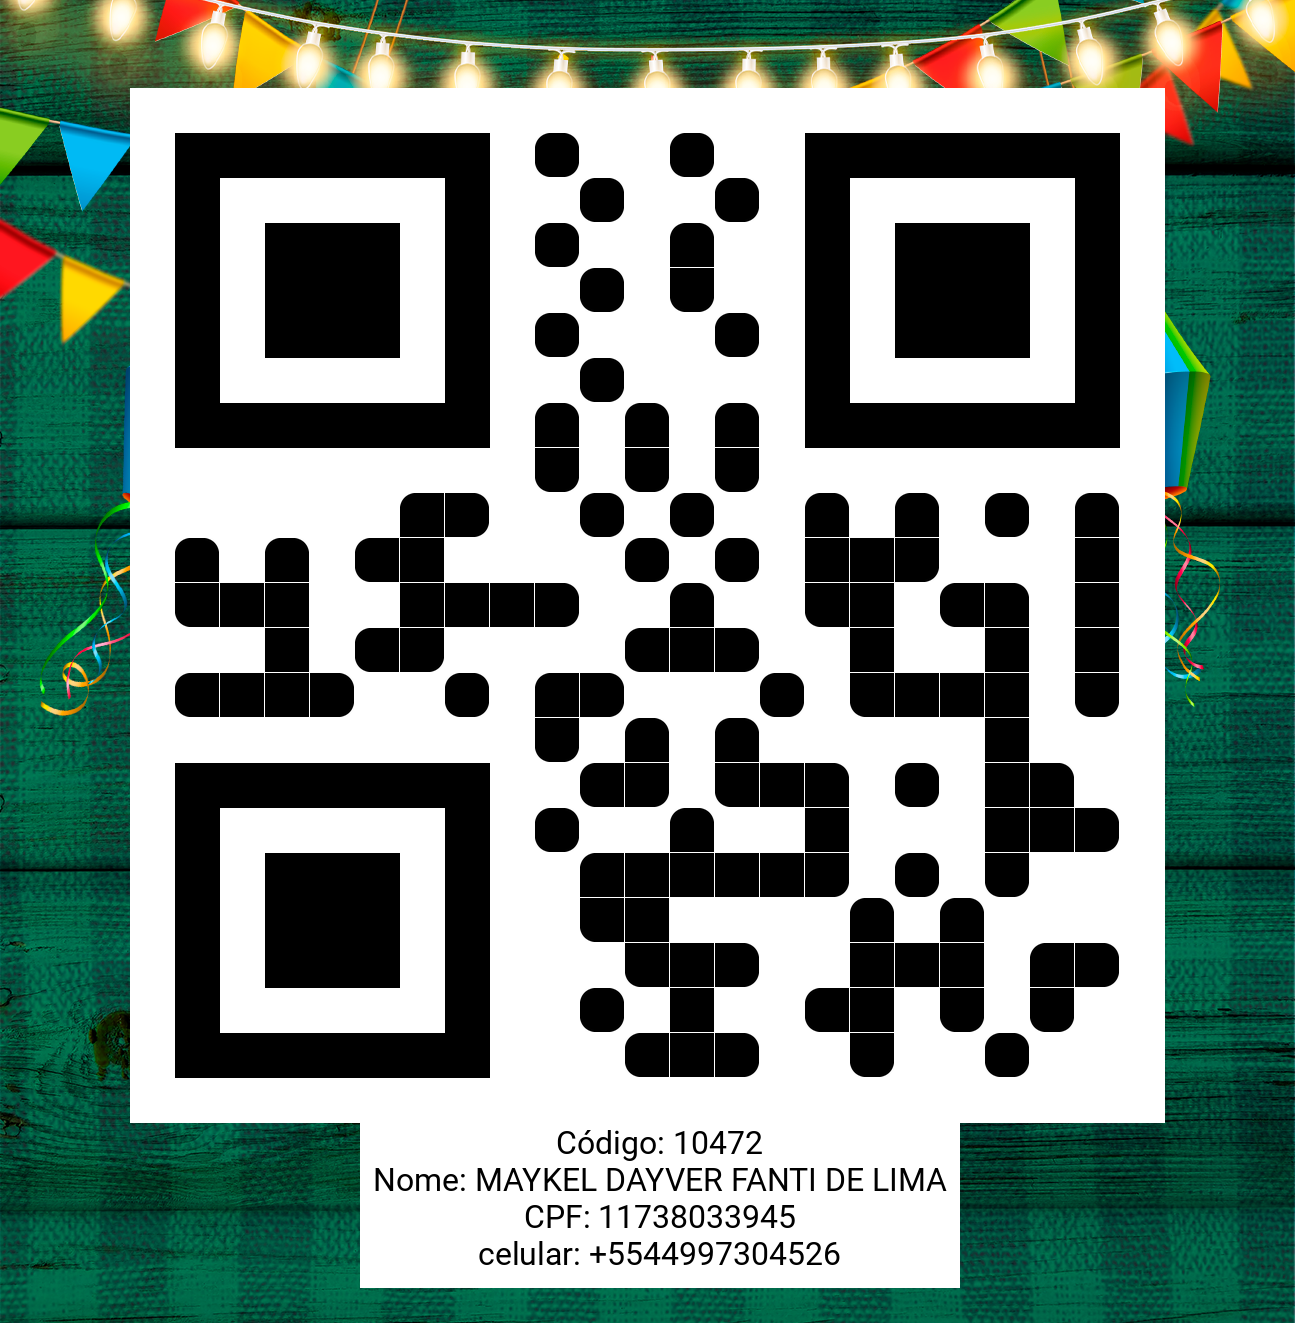 Código: 10472
Nome: MAYKEL DAYVER FANTI DE LIMA
CPF: 11738033945
celular: +5544997304526